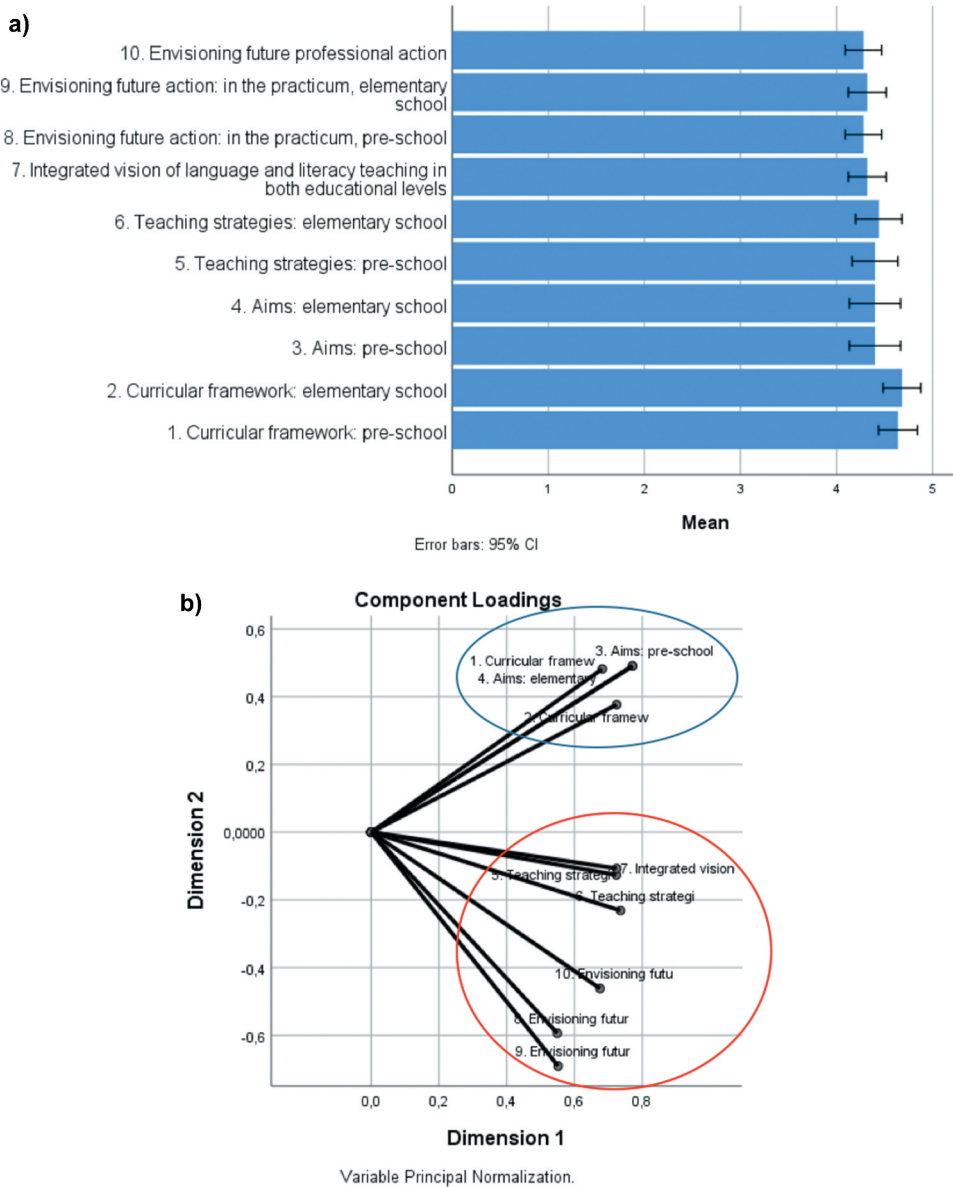 a)
10. Envisioning future professional action
9. Envisioning future action: in the practicum, elementary
school
8. Envisioning future action: in the practicum, pre-school
7. Integrated vision of language and literacy teaching in
both educational levels
6. Teaching strategies: elementary school
5. Teaching strategies: pre-school
4. Aims: elementary school
3. Aims: pre-school
2. Curricular framework: elementary school
1. Curricular framework: pre-school
0 1 2 3 4 5
Mean
Error bars: 95% CI
b)
Component Loadings
0,6
3. Aims: pre-school
1. Curricular framew
4. Aims: elementary
0,4
2. Curricular framew
0,2
Dimension 2
0,0000
7. Integrated vision
5. Teaching strategi
6. Teaching strategi
-0,2
-0,4
10. Envisioning futu
8. Envisioning futur
-0,6
9. Envisioning futur
0,0 0,2 0,4 0,6 0,8
Dimension 1
Variable Principal Normalization.